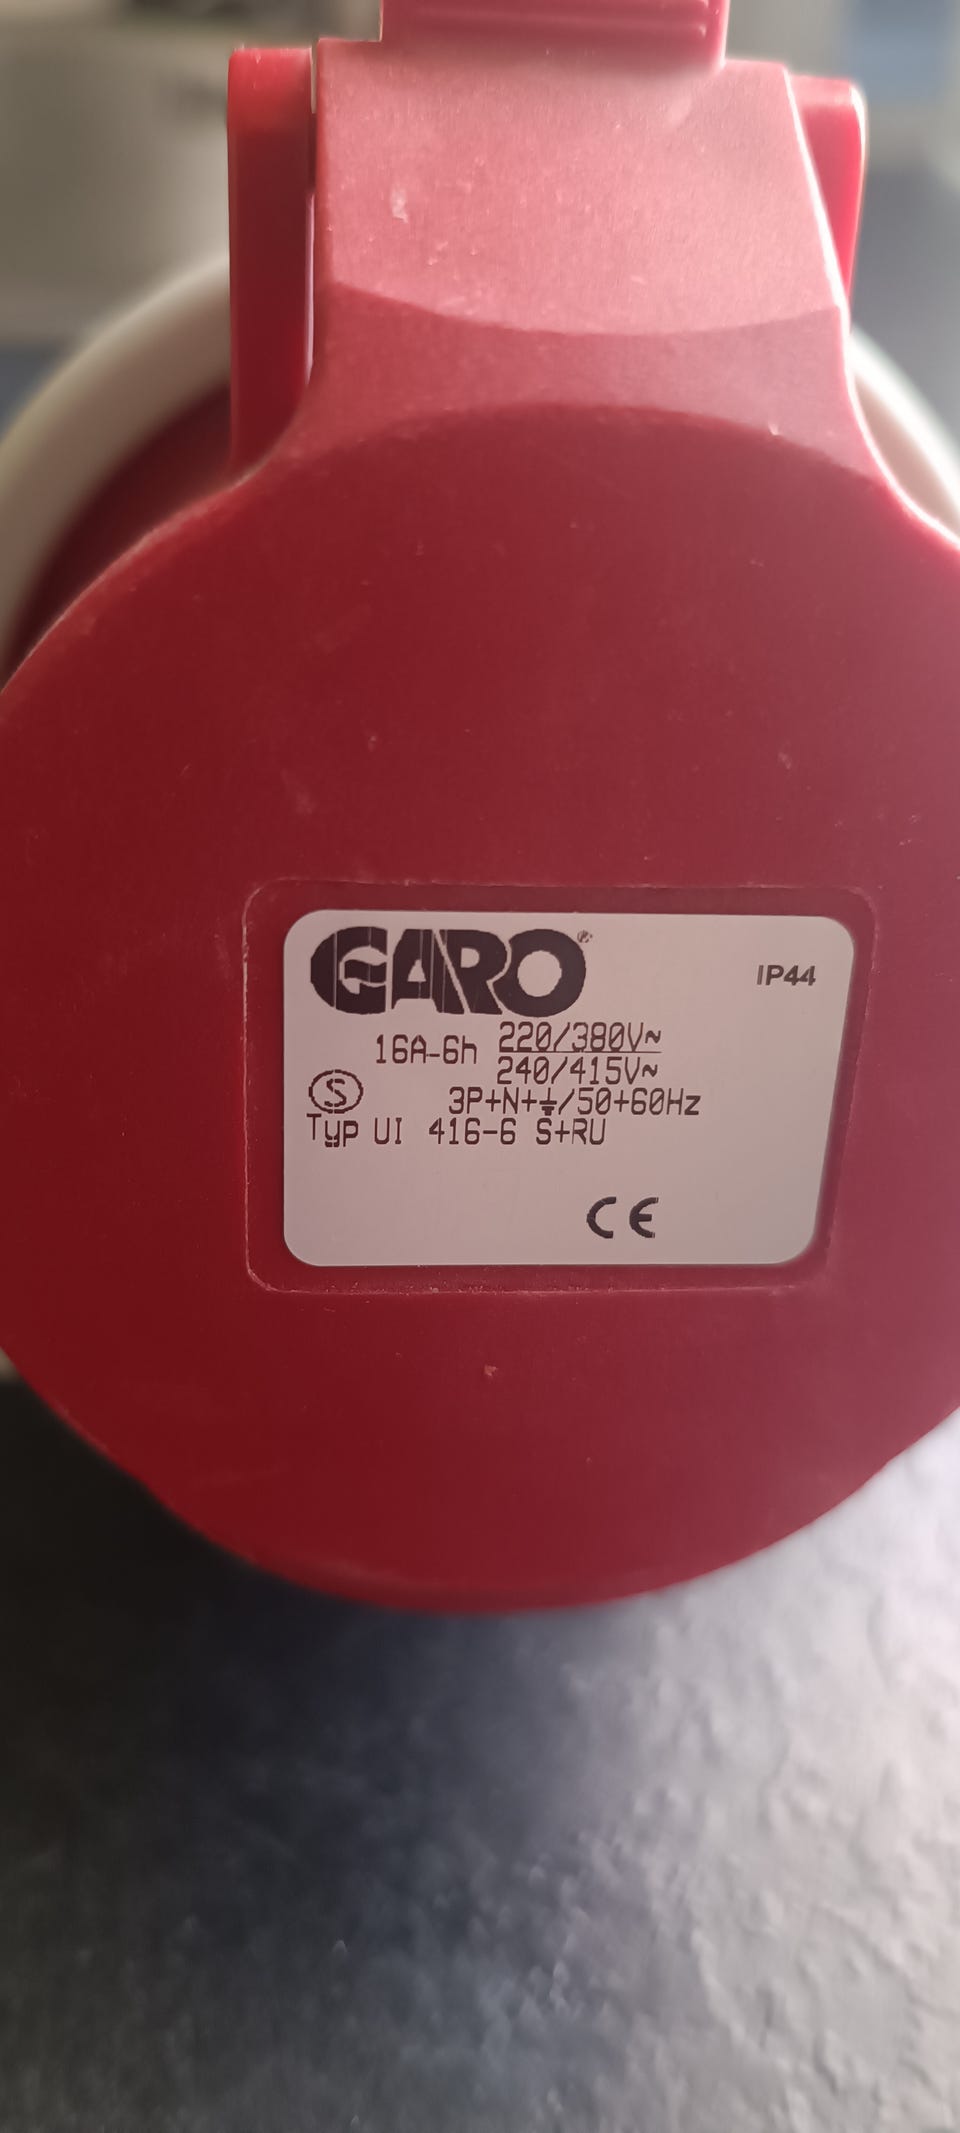 GARO®
IP44
16A-6h 220/380V~
240/415V~
S 3P+N+⏚/50+60Hz
Typ UI 416-6 S+RU
CE